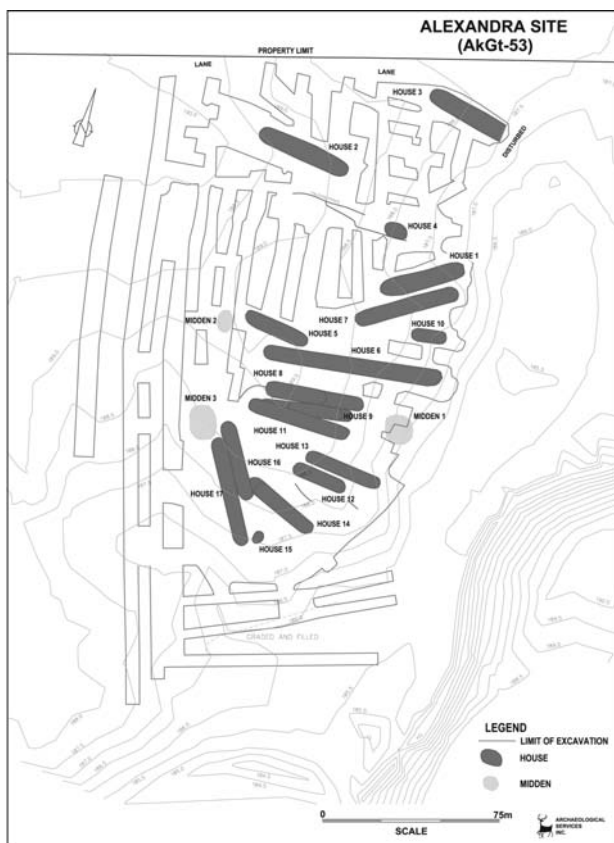 ALEXANDRA SITE
(AkGt-53)
PROPERTY LIMIT
LANE
LANE
HOUSE 3
DISTURBED
HOUSE 2
HOUSE 4
HOUSE 1
HOUSE 7
HOUSE 10
MIDDEN 2
HOUSE 5
HOUSE 6
HOUSE 8
MIDDEN 3
HOUSE 9
MIDDEN 1
HOUSE 11
HOUSE 13
HOUSE 16
HOUSE 17
HOUSE 12
HOUSE 14
HOUSE 15
GRADED AND FILLED
LEGEND
LIMIT OF EXCAVATION
HOUSE
MIDDEN
0
75m
SCALE
ARCHAEOLOGICAL
SERVICES
INC.